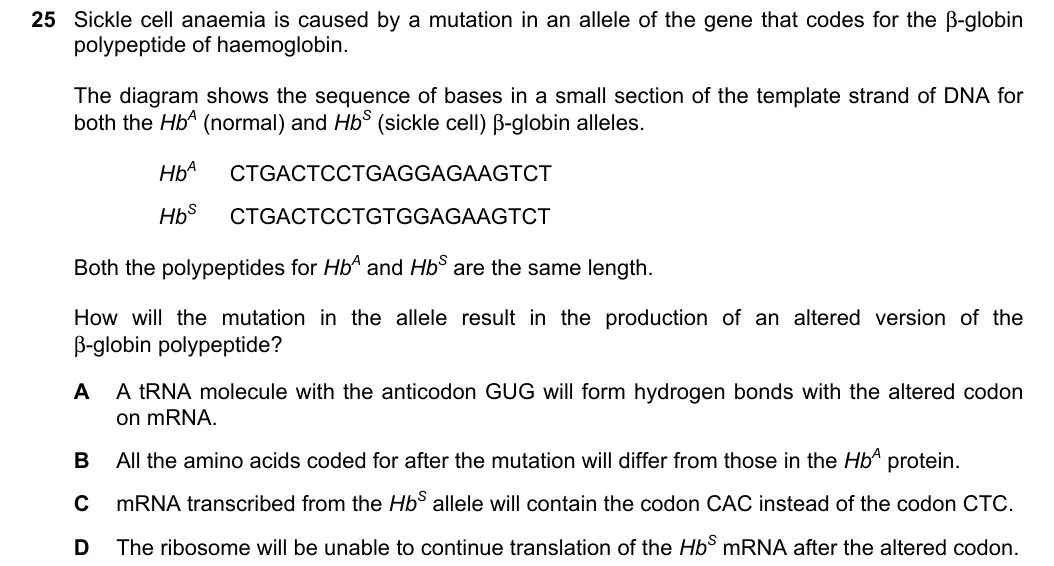 25 Sickle cell anaemia is caused by a mutation in an allele of the gene that codes for the β-globin
polypeptide of haemoglobin.
The diagram shows the sequence of bases in a small section of the template strand of DNA for
both the Hbᴬ (normal) and Hbˢ (sickle cell) β-globin alleles.
Hbᴬ CTGACTCCTGAGGAGAAGTCT
Hbˢ CTGACTCCTGTGGAGAAGTCT
Both the polypeptides for Hbᴬ and Hbˢ are the same length.
How will the mutation in the allele result in the production of an altered version of the
β-globin polypeptide?
A A tRNA molecule with the anticodon GUG will form hydrogen bonds with the altered codon
on mRNA.
B All the amino acids coded for after the mutation will differ from those in the Hbᴬ protein.
C mRNA transcribed from the Hbˢ allele will contain the codon CAC instead of the codon CTC.
D The ribosome will be unable to continue translation of the Hbˢ mRNA after the altered codon.